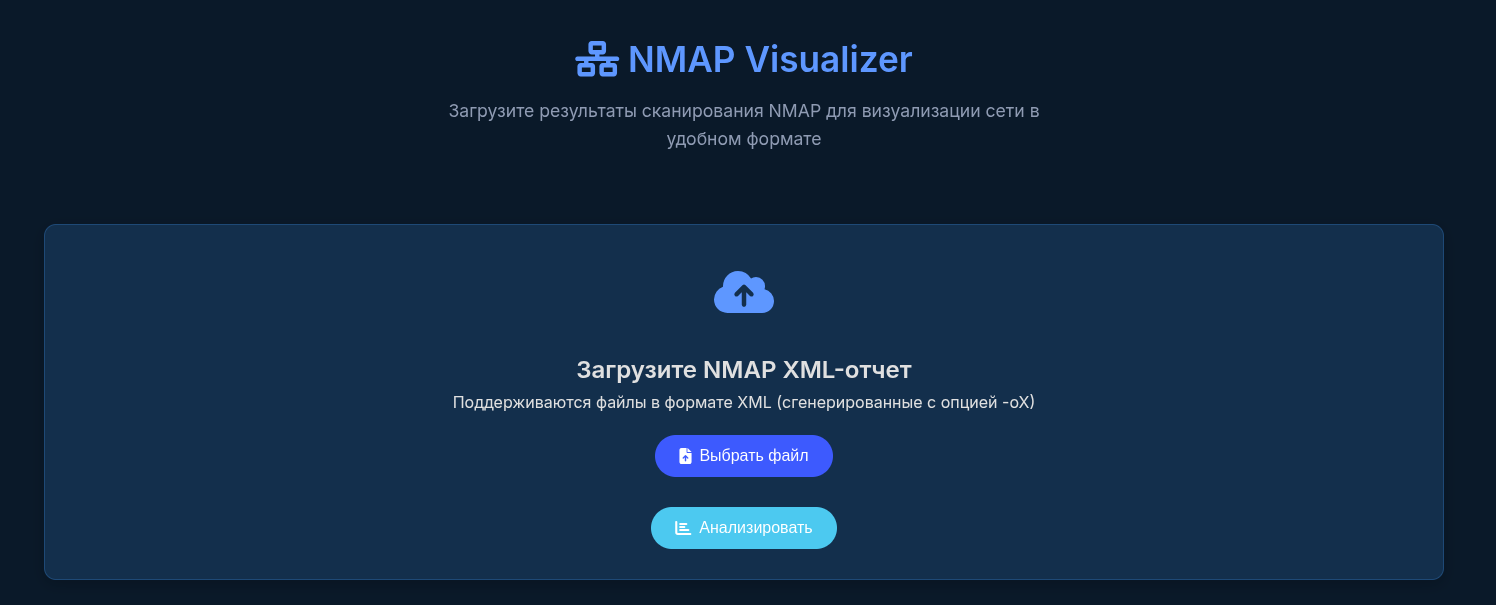 NMAP Visualizer
Загрузите результаты сканирования NMAP для визуализации сети в
удобном формате
Загрузите NMAP XML-отчет
Поддерживаются файлы в формате XML (сгенерированные с опцией -oX)
Выбрать файл
Анализировать